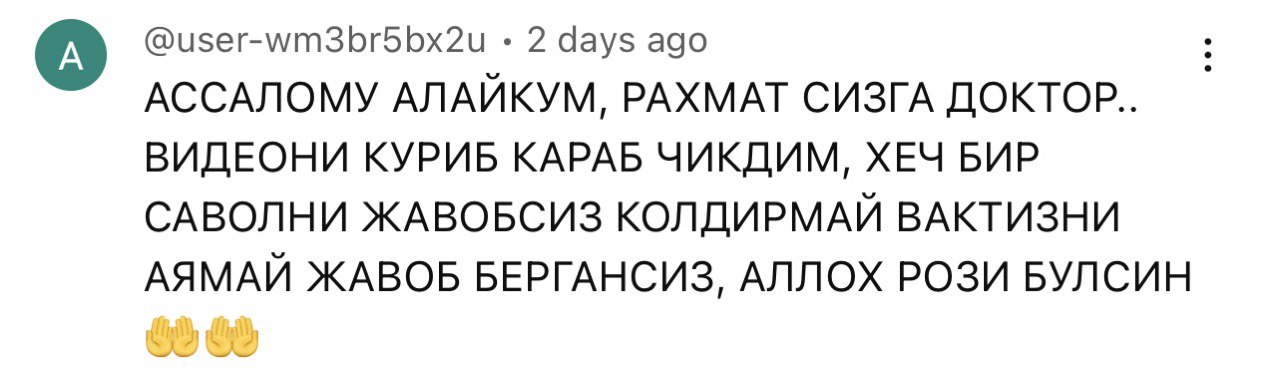 A
@user-wm3br5bx2u • 2 days ago
АССАЛОМУ АЛАЙКУМ, РАХМАТ СИЗГА ДОКТОР..
ВИДЕОНИ КУРИБ КАРАБ ЧИКДИМ, ХЕЧ БИР
САВОЛНИ ЖАВОБСИЗ КОЛДИРМАЙ ВАКТИЗНИ
АЯМАЙ ЖАВОБ БЕРГАНСИЗ, АЛЛОХ РОЗИ БУЛСИН
🤲🤲